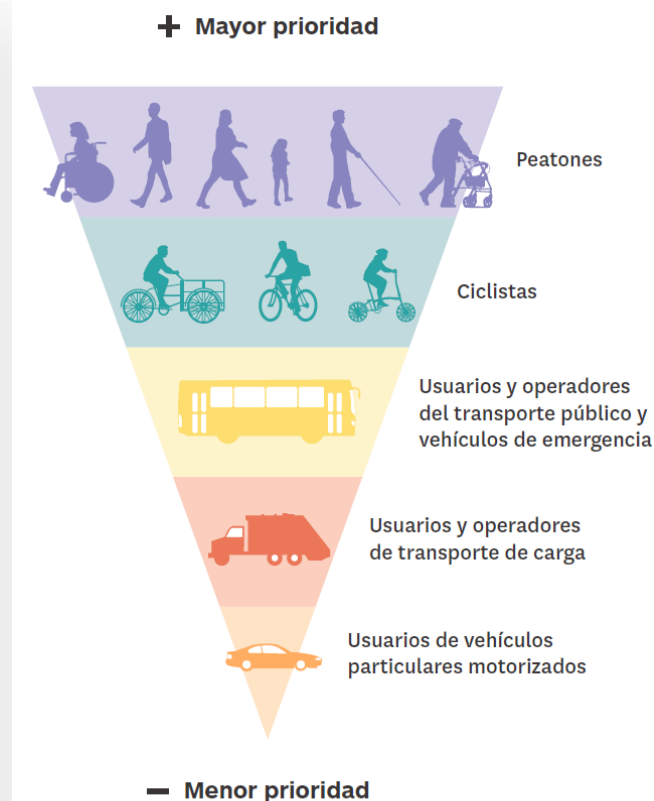 + Mayor prioridad
Peatones
Ciclistas
Usuarios y operadores
del transporte público y
vehículos de emergencia
Usuarios y operadores
de transporte de carga
Usuarios de vehículos
particulares motorizados
− Menor prioridad